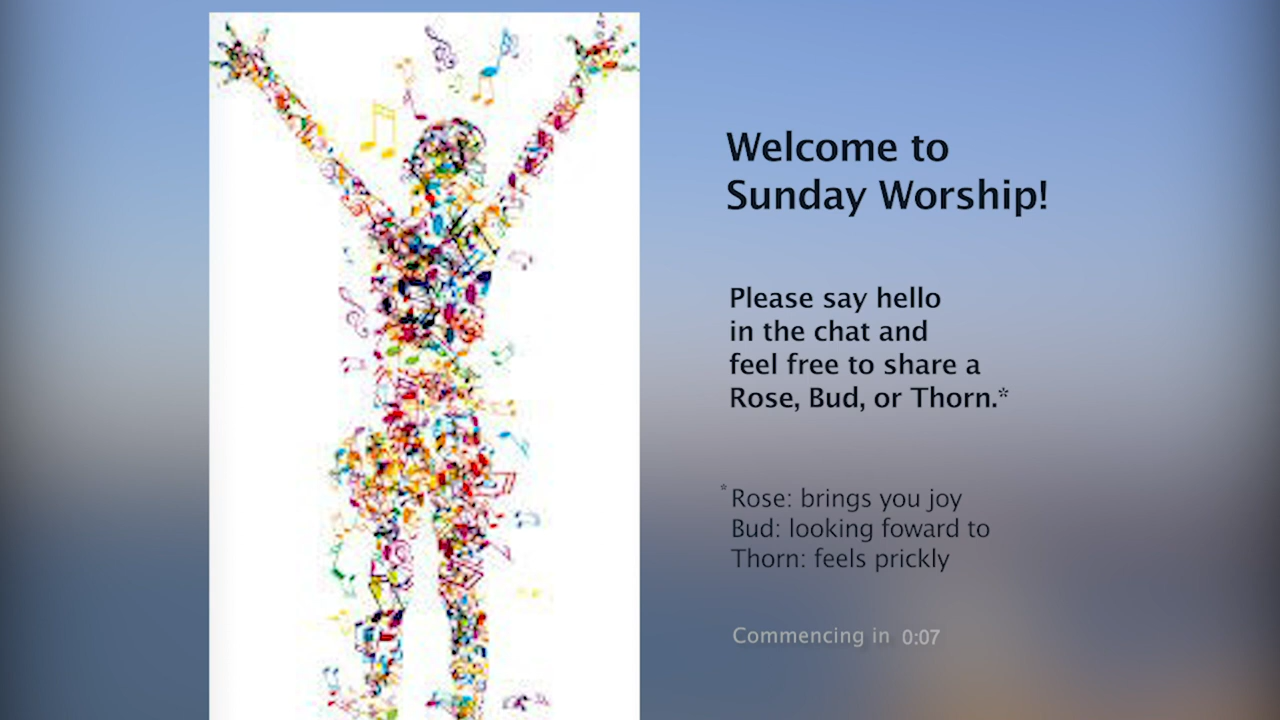 Welcome to
Sunday Worship!
Please say hello
in the chat and
feel free to share a
Rose, Bud, or Thorn.*
*Rose: brings you joy
Bud: looking foward to
Thorn: feels prickly
Commencing in 0:07